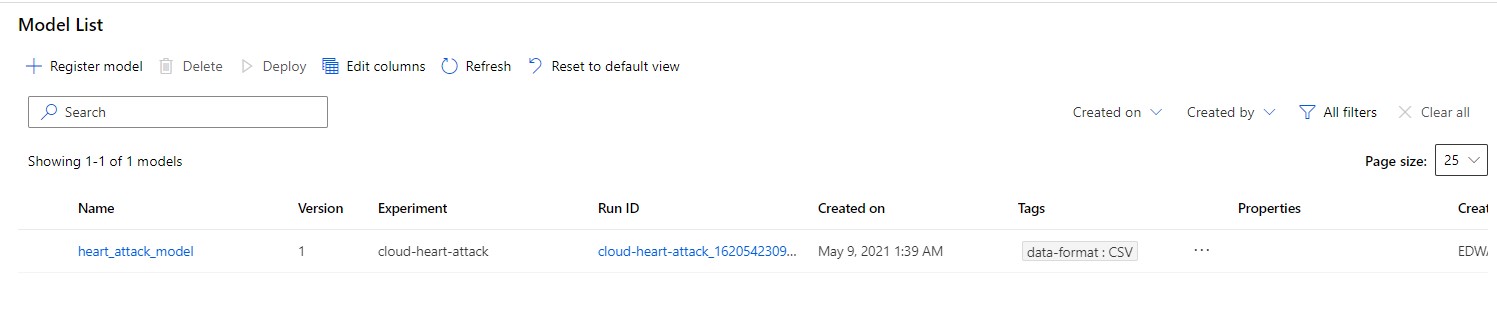 Model List
Register model Delete Deploy Edit columns Refresh Reset to default view
Search Created on Created by All filters Clear all
Showing 1-1 of 1 models Page size: 25
Name Version Experiment Run ID Created on Tags Properties Creat
heart_attack_model 1 cloud-heart-attack cloud-heart-attack_1620542309... May 9, 2021 1:39 AM data-format : CSV ... EDW